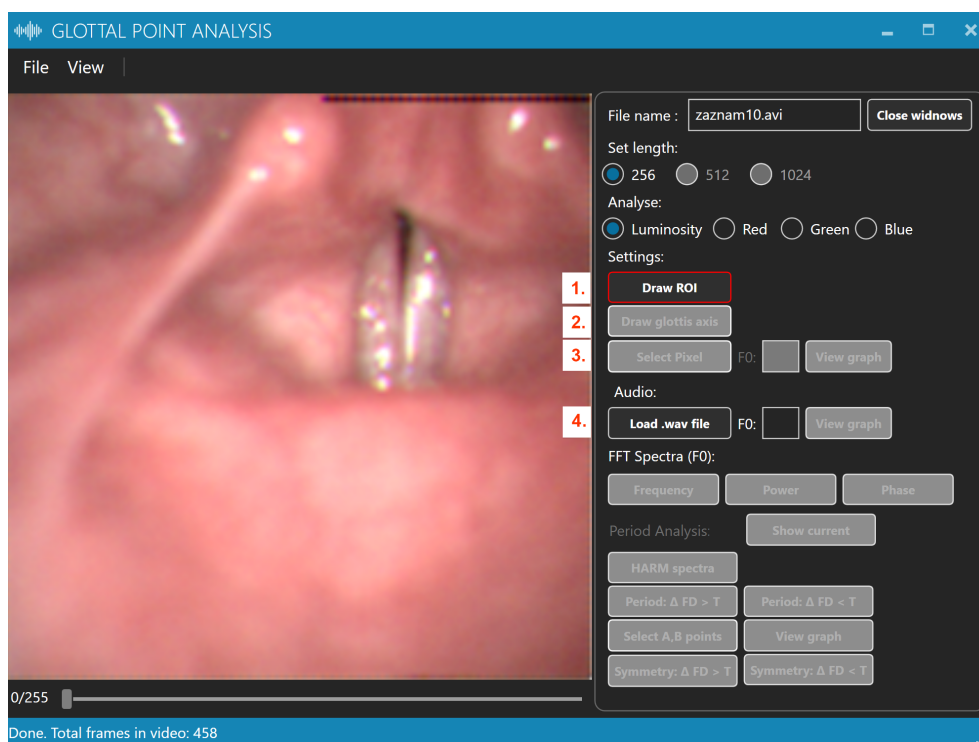 GLOTTAL POINT ANALYSIS
File View
File name : zaznam10.avi Close widnows
Set length:
256 512 1024
Analyse:
Luminosity Red Green Blue
Settings:
1. Draw ROI
2. Draw glottis axis
3. Select Pixel F0: View graph
Audio:
4. Load .wav file F0: View graph
FFT Spectra (F0):
Frequency Power Phase
Period Analysis: Show current
HARM spectra
Period: Δ FD > T Period: Δ FD < T
Select A,B points View graph
Symmetry: Δ FD > T Symmetry: Δ FD < T
0/255
Done. Total frames in video: 458